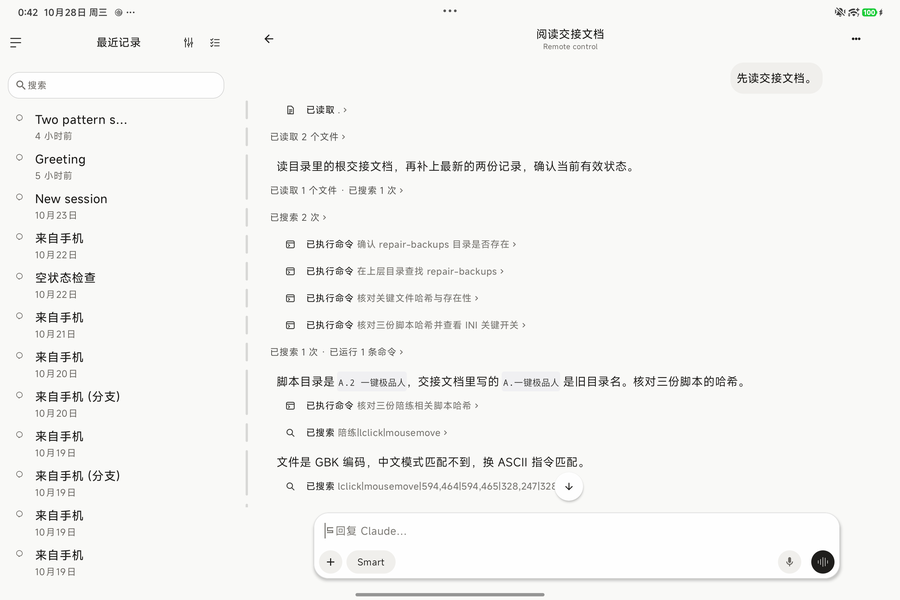 0:42 10月28日 周三
100
最近记录
搜索
Two pattern s...
4 小时前
Greeting
5 小时前
New session
10月23日
来自手机
10月22日
空状态检查
10月22日
来自手机
10月21日
来自手机
10月20日
来自手机 (分支)
10月20日
来自手机
10月19日
来自手机 (分支)
10月19日
来自手机
10月19日
来自手机
10月19日
阅读交接文档
Remote control
先读交接文档。
已读取 . ›
已读取 2 个文件 ›
读目录里的根交接文档，再补上最新的两份记录，确认当前有效状态。
已读取 1 个文件 · 已搜索 1 次 ›
已搜索 2 次 ›
已执行命令 确认 repair-backups 目录是否存在 ›
已执行命令 在上层目录查找 repair-backups ›
已执行命令 核对关键文件哈希与存在性 ›
已执行命令 核对三份脚本哈希并查看 INI 关键开关 ›
已搜索 1 次 · 已运行 1 条命令 ›
脚本目录是 A.2 一键极品人，交接文档里写的 A.一键极品人 是旧目录名。核对三份脚本的哈希。
已执行命令 核对三份陪练相关脚本哈希 ›
已搜索 陪练|lclick|mousemove ›
文件是 GBK 编码，中文模式匹配不到，换 ASCII 指令匹配。
已搜索 lclick|mousemove|594,464|594,465|328,247|328
回复 Claude...
Smart